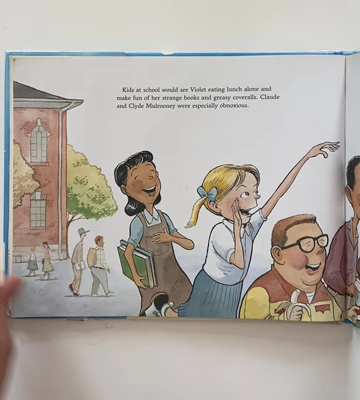 Kids at school would see Violet eating lunch alone and
make fun of her strange books and greasy coveralls. Claude
and Clyde Mulrooney were especially obnoxious.